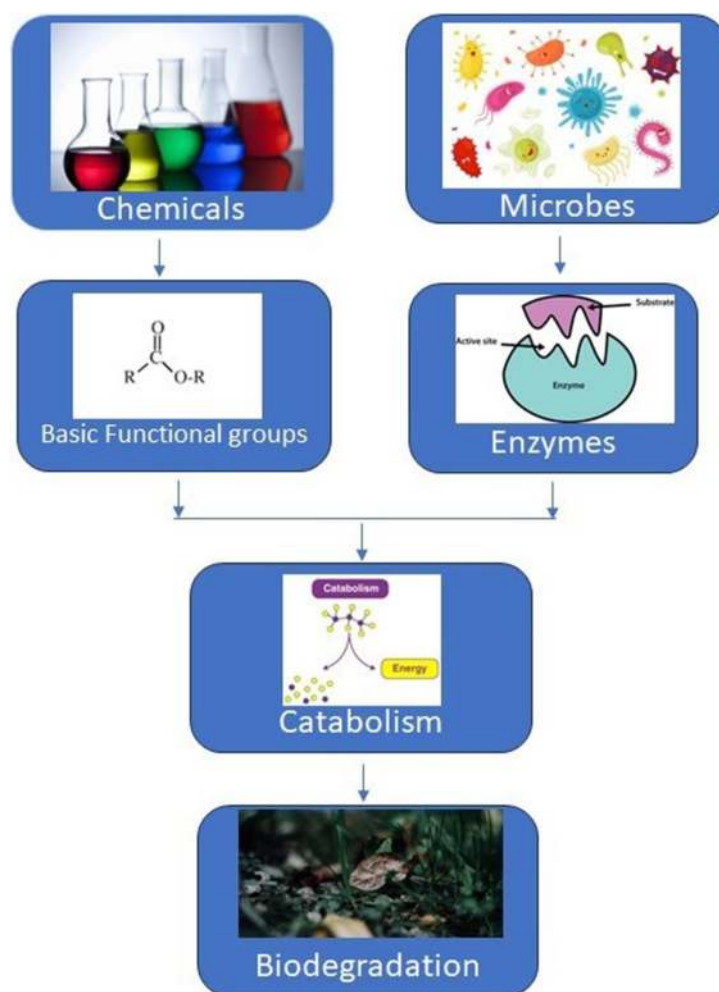 Chemicals
Microbes
O
C
R
O-R
Basic Functional groups
Substrate
Active site
Enzyme
Enzymes
Catabolism
Energy
Catabolism
Biodegradation